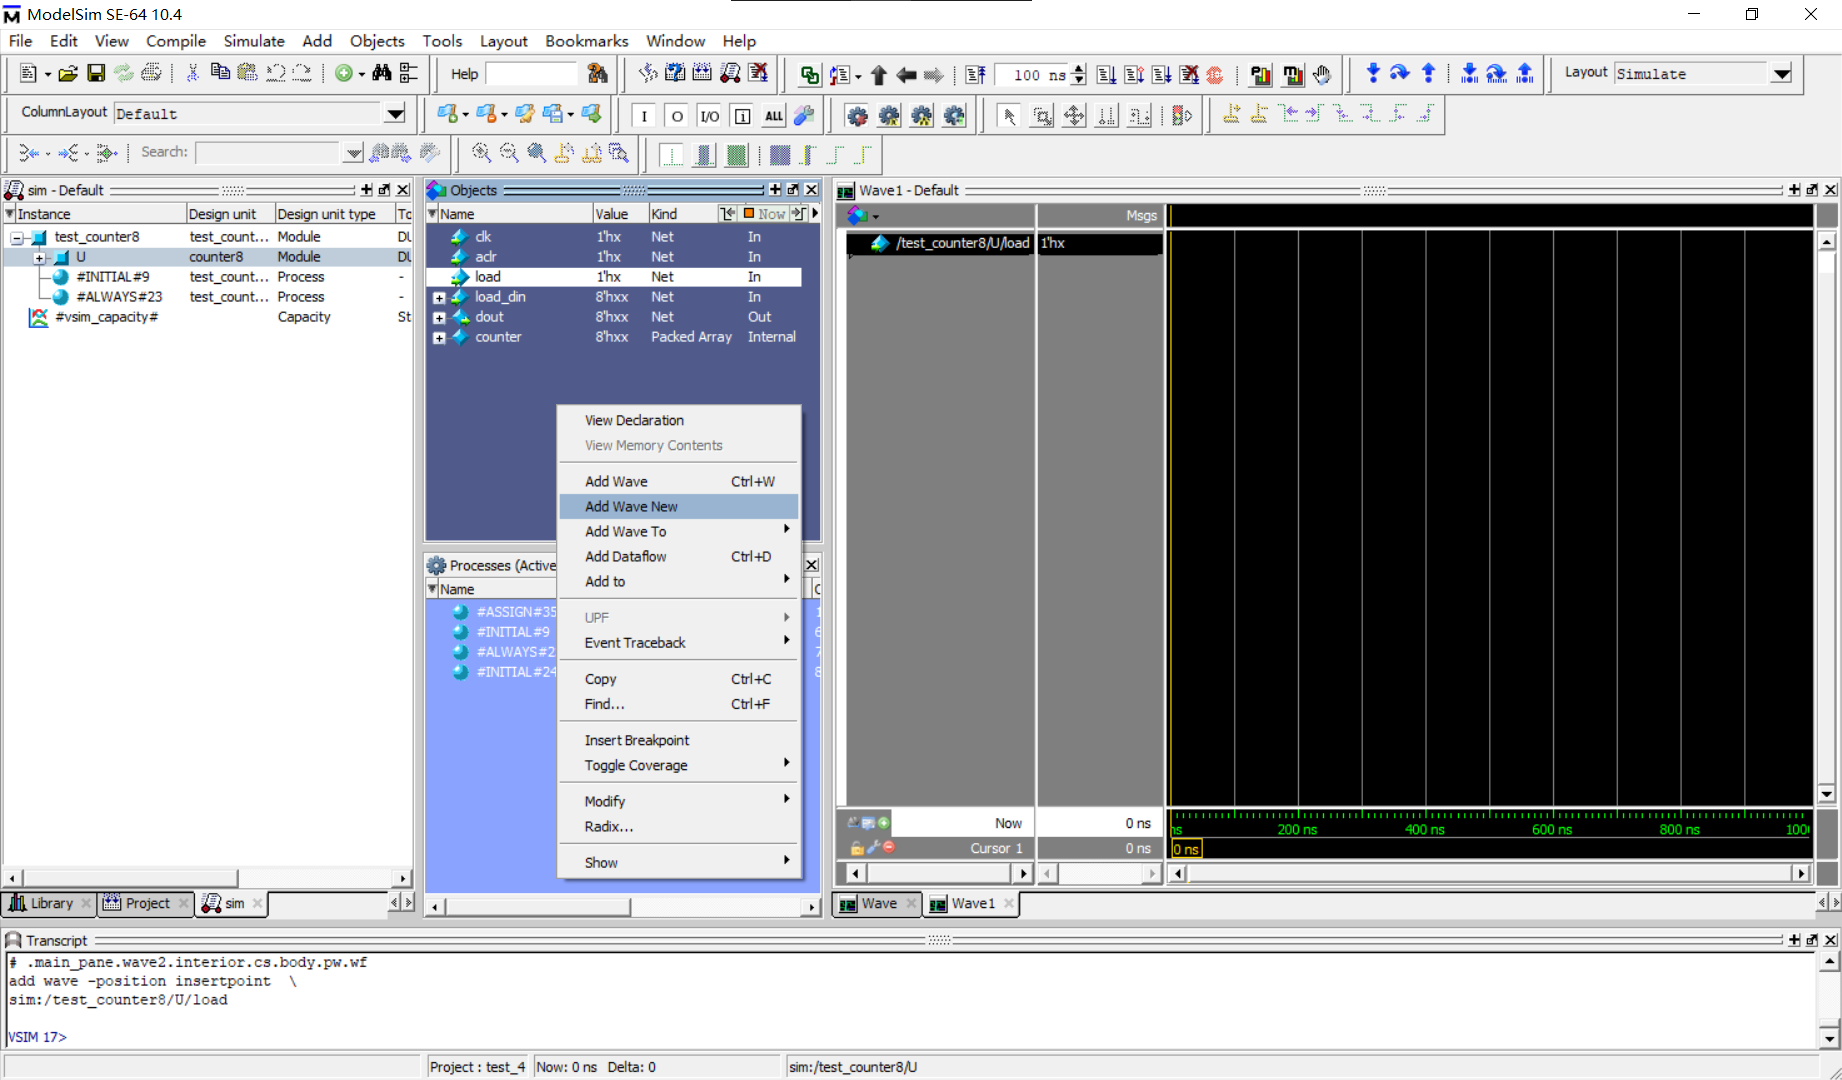 ModelSim SE-64 10.4
File Edit View Compile Simulate Add Objects Tools Layout Bookmarks Window Help
Help 100 ns Layout Simulate
ColumnLayout Default I O I/O ALL
Search:
sim - Default
Instance Design unit Design unit type
test_counter8 test_count... Module
U counter8 Module
#INITIAL#9 test_count... Process -
#ALWAYS#23 test_count... Process -
#vsim_capacity# Capacity
Library Project sim
Objects
Name Value Kind Now
clk 1'hx Net In
adr 1'hx Net In
load 1'hx Net In
load_din 8'hxx Net In
dout 8'hxx Net Out
counter 8'hxx Packed Array Internal
View Declaration
View Memory Contents
Add Wave Ctrl+W
Add Wave New
Add Wave To
Add Dataflow Ctrl+D
Add to
UPF
Event Traceback
Copy Ctrl+C
Find... Ctrl+F
Insert Breakpoint
Toggle Coverage
Modify
Radix...
Show
Processes (Active
Name
#ASSIGN#35
#INITIAL#9
#ALWAYS#2
#INITIAL#24
Wave1 - Default
Msgs
/test_counter8/U/load 1'hx
Now 0 ns
Cursor 1 0 ns
ns 200 ns 400 ns 600 ns 800 ns 100
0 ns
Wave Wave1
Transcript
# .main_pane.wave2.interior.cs.body.pw.wf
add wave -position insertpoint \
sim:/test_counter8/U/load
VSIM 17>
Project : test_4 Now: 0 ns Delta: 0 sim:/test_counter8/U